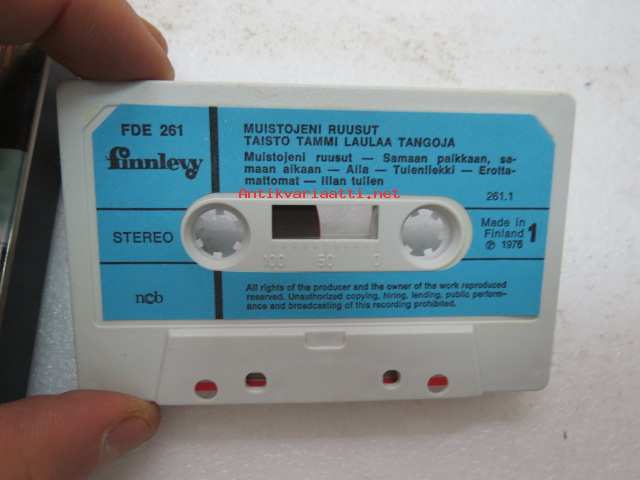 FDE 261
finnlevy
STEREO
ncb
MUISTOJENI RUUSUT
TAISTO TAMMI LAULAA TANGOJA
Muistojeni ruusut — Samaan paikkaan, sa-
maan aikaan — Aila — Tulenliekki — Erotta-
mattomat — Illan tullen
Antikvariaatti.net
261.1
Made in
Finland 1
℗ 1976
100 50 0
All rights of the producer and the owner of the work reproduced
reserved. Unauthorized copying, hiring, lending, public perform-
ance and broadcasting of this recording prohibited.